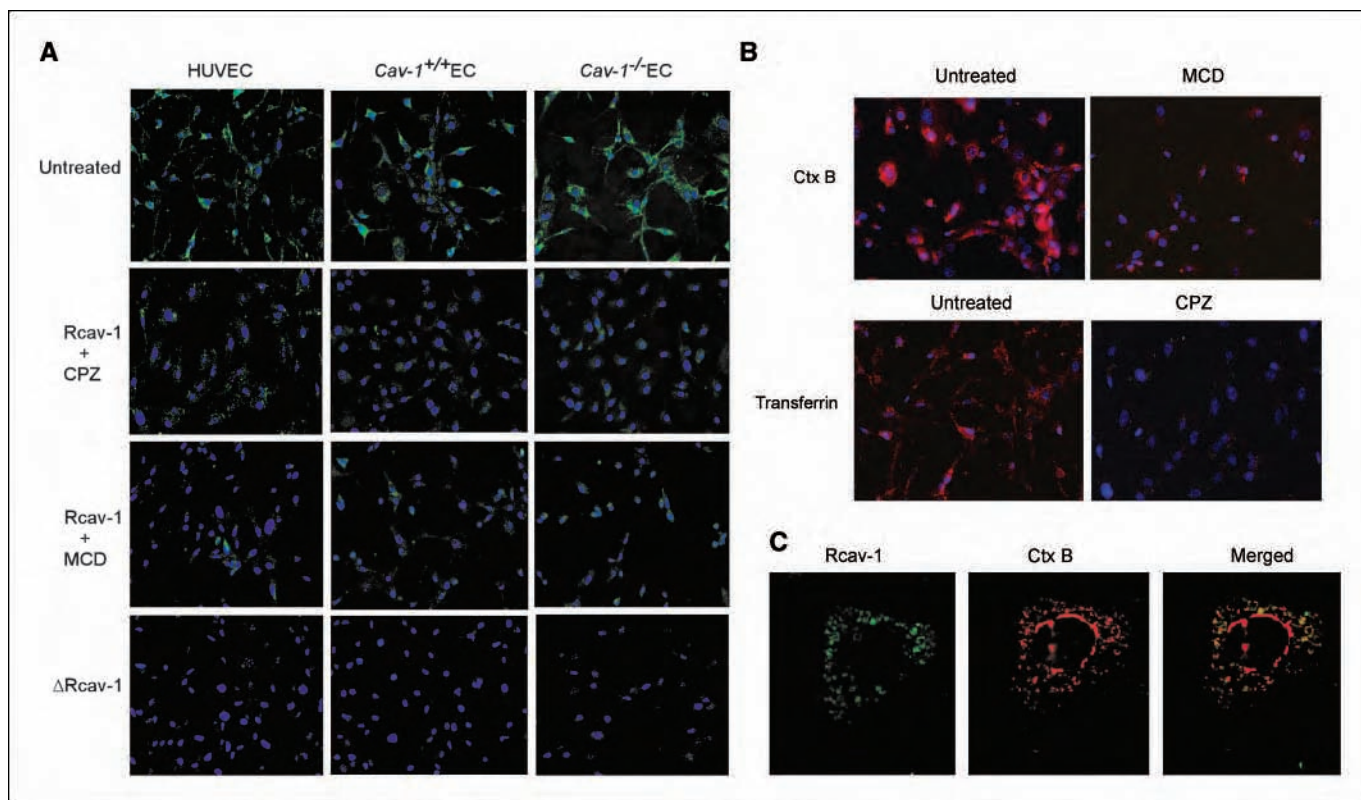 A
HUVEC
Cav-1+/+EC
Cav-1-/-EC
Untreated
Rcav-1
+
CPZ
Rcav-1
+
MCD
ΔRcav-1
B
Untreated
MCD
Ctx B
Untreated
CPZ
Transferrin
C
Rcav-1
Ctx B
Merged